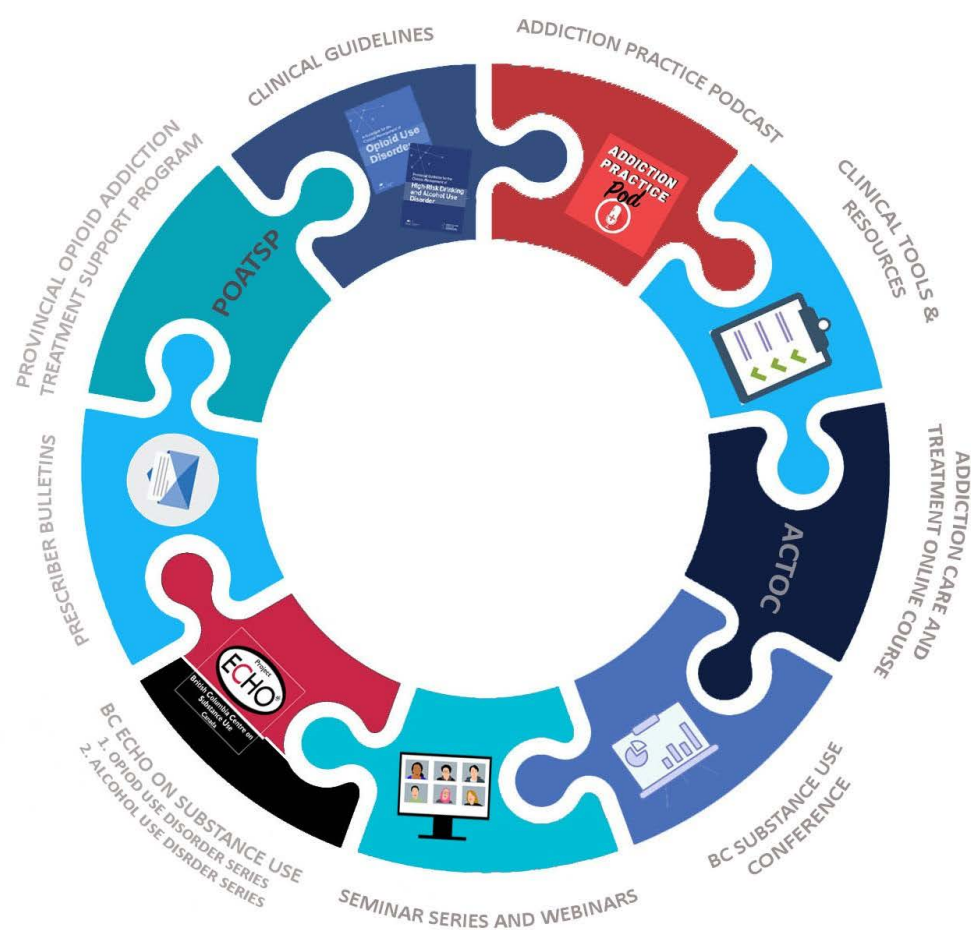 CLINICAL GUIDELINES
ADDICTION PRACTICE PODCAST
CLINICAL TOOLS &
RESOURCES
ADDICTION CARE AND
TREATMENT ONLINE COURSE
BC SUBSTANCE USE
CONFERENCE
SEMINAR SERIES AND WEBINARS
BC ECHO ON SUBSTANCE USE
1. OPIOD USE DISORDER SERIES
2. ALCOHOL USE DISRDER SERIES
PRESCRIBER BULLETINS
PROVINCIAL OPIOID ADDICTION
TREATMENT SUPPORT PROGRAM
Opioid Use
Disorder
High-Risk Drinking
and Alcohol Use
Disorder
ADDICTION
PRACTICE
Pod
ACTOC
Project
ECHO®
British Columbia Centre on
Substance Use
Canada
POATSP